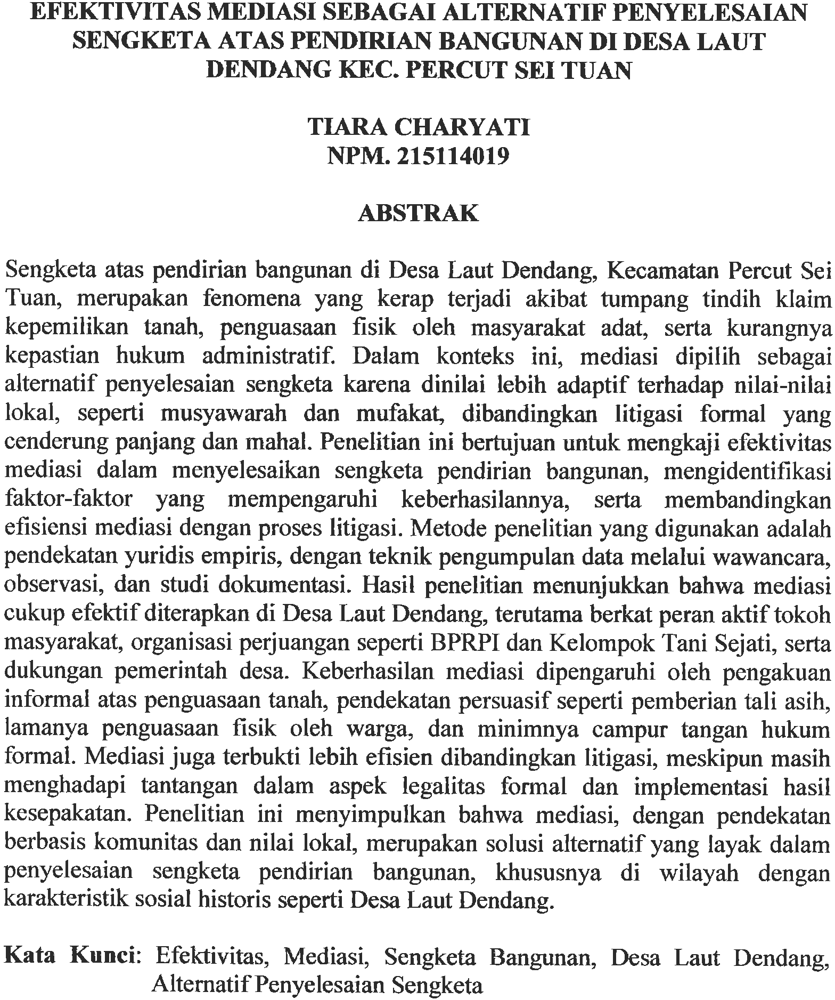 EFEKTIVITAS MEDIASI SEBAGAI ALTERNATIF PENYELESAIAN
SENGKETA ATAS PENDIRIAN BANGUNAN DI DESA LAUT
DENDANG KEC. PERCUT SEI TUAN
TIARA CHARYATI
NPM. 215114019
ABSTRAK
Sengketa atas pendirian bangunan di Desa Laut Dendang, Kecamatan Percut Sei
Tuan, merupakan fenomena yang kerap terjadi akibat tumpang tindih klaim
kepemilikan tanah, penguasaan fisik oleh masyarakat adat, serta kurangnya
kepastian hukum administratif. Dalam konteks ini, mediasi dipilih sebagai
alternatif penyelesaian sengketa karena dinilai lebih adaptif terhadap nilai-nilai
lokal, seperti musyawarah dan mufakat, dibandingkan litigasi formal yang
cenderung panjang dan mahal. Penelitian ini bertujuan untuk mengkaji efektivitas
mediasi dalam menyelesaikan sengketa pendirian bangunan, mengidentifikasi
faktor-faktor yang mempengaruhi keberhasilannya, serta membandingkan
efisiensi mediasi dengan proses litigasi. Metode penelitian yang digunakan adalah
pendekatan yuridis empiris, dengan teknik pengumpulan data melalui wawancara,
observasi, dan studi dokumentasi. Hasil penelitian menunjukkan bahwa mediasi
cukup efektif diterapkan di Desa Laut Dendang, terutama berkat peran aktif tokoh
masyarakat, organisasi perjuangan seperti BPRPI dan Kelompok Tani Sejati, serta
dukungan pemerintah desa. Keberhasilan mediasi dipengaruhi oleh pengakuan
informal atas penguasaan tanah, pendekatan persuasif seperti pemberian tali asih,
lamanya penguasaan fisik oleh warga, dan minimnya campur tangan hukum
formal. Mediasi juga terbukti lebih efisien dibandingkan litigasi, meskipun masih
menghadapi tantangan dalam aspek legalitas formal dan implementasi hasil
kesepakatan. Penelitian ini menyimpulkan bahwa mediasi, dengan pendekatan
berbasis komunitas dan nilai lokal, merupakan solusi alternatif yang layak dalam
penyelesaian sengketa pendirian bangunan, khususnya di wilayah dengan
karakteristik sosial historis seperti Desa Laut Dendang.
Kata Kunci: Efektivitas, Mediasi, Sengketa Bangunan, Desa Laut Dendang,
Alternatif Penyelesaian Sengketa